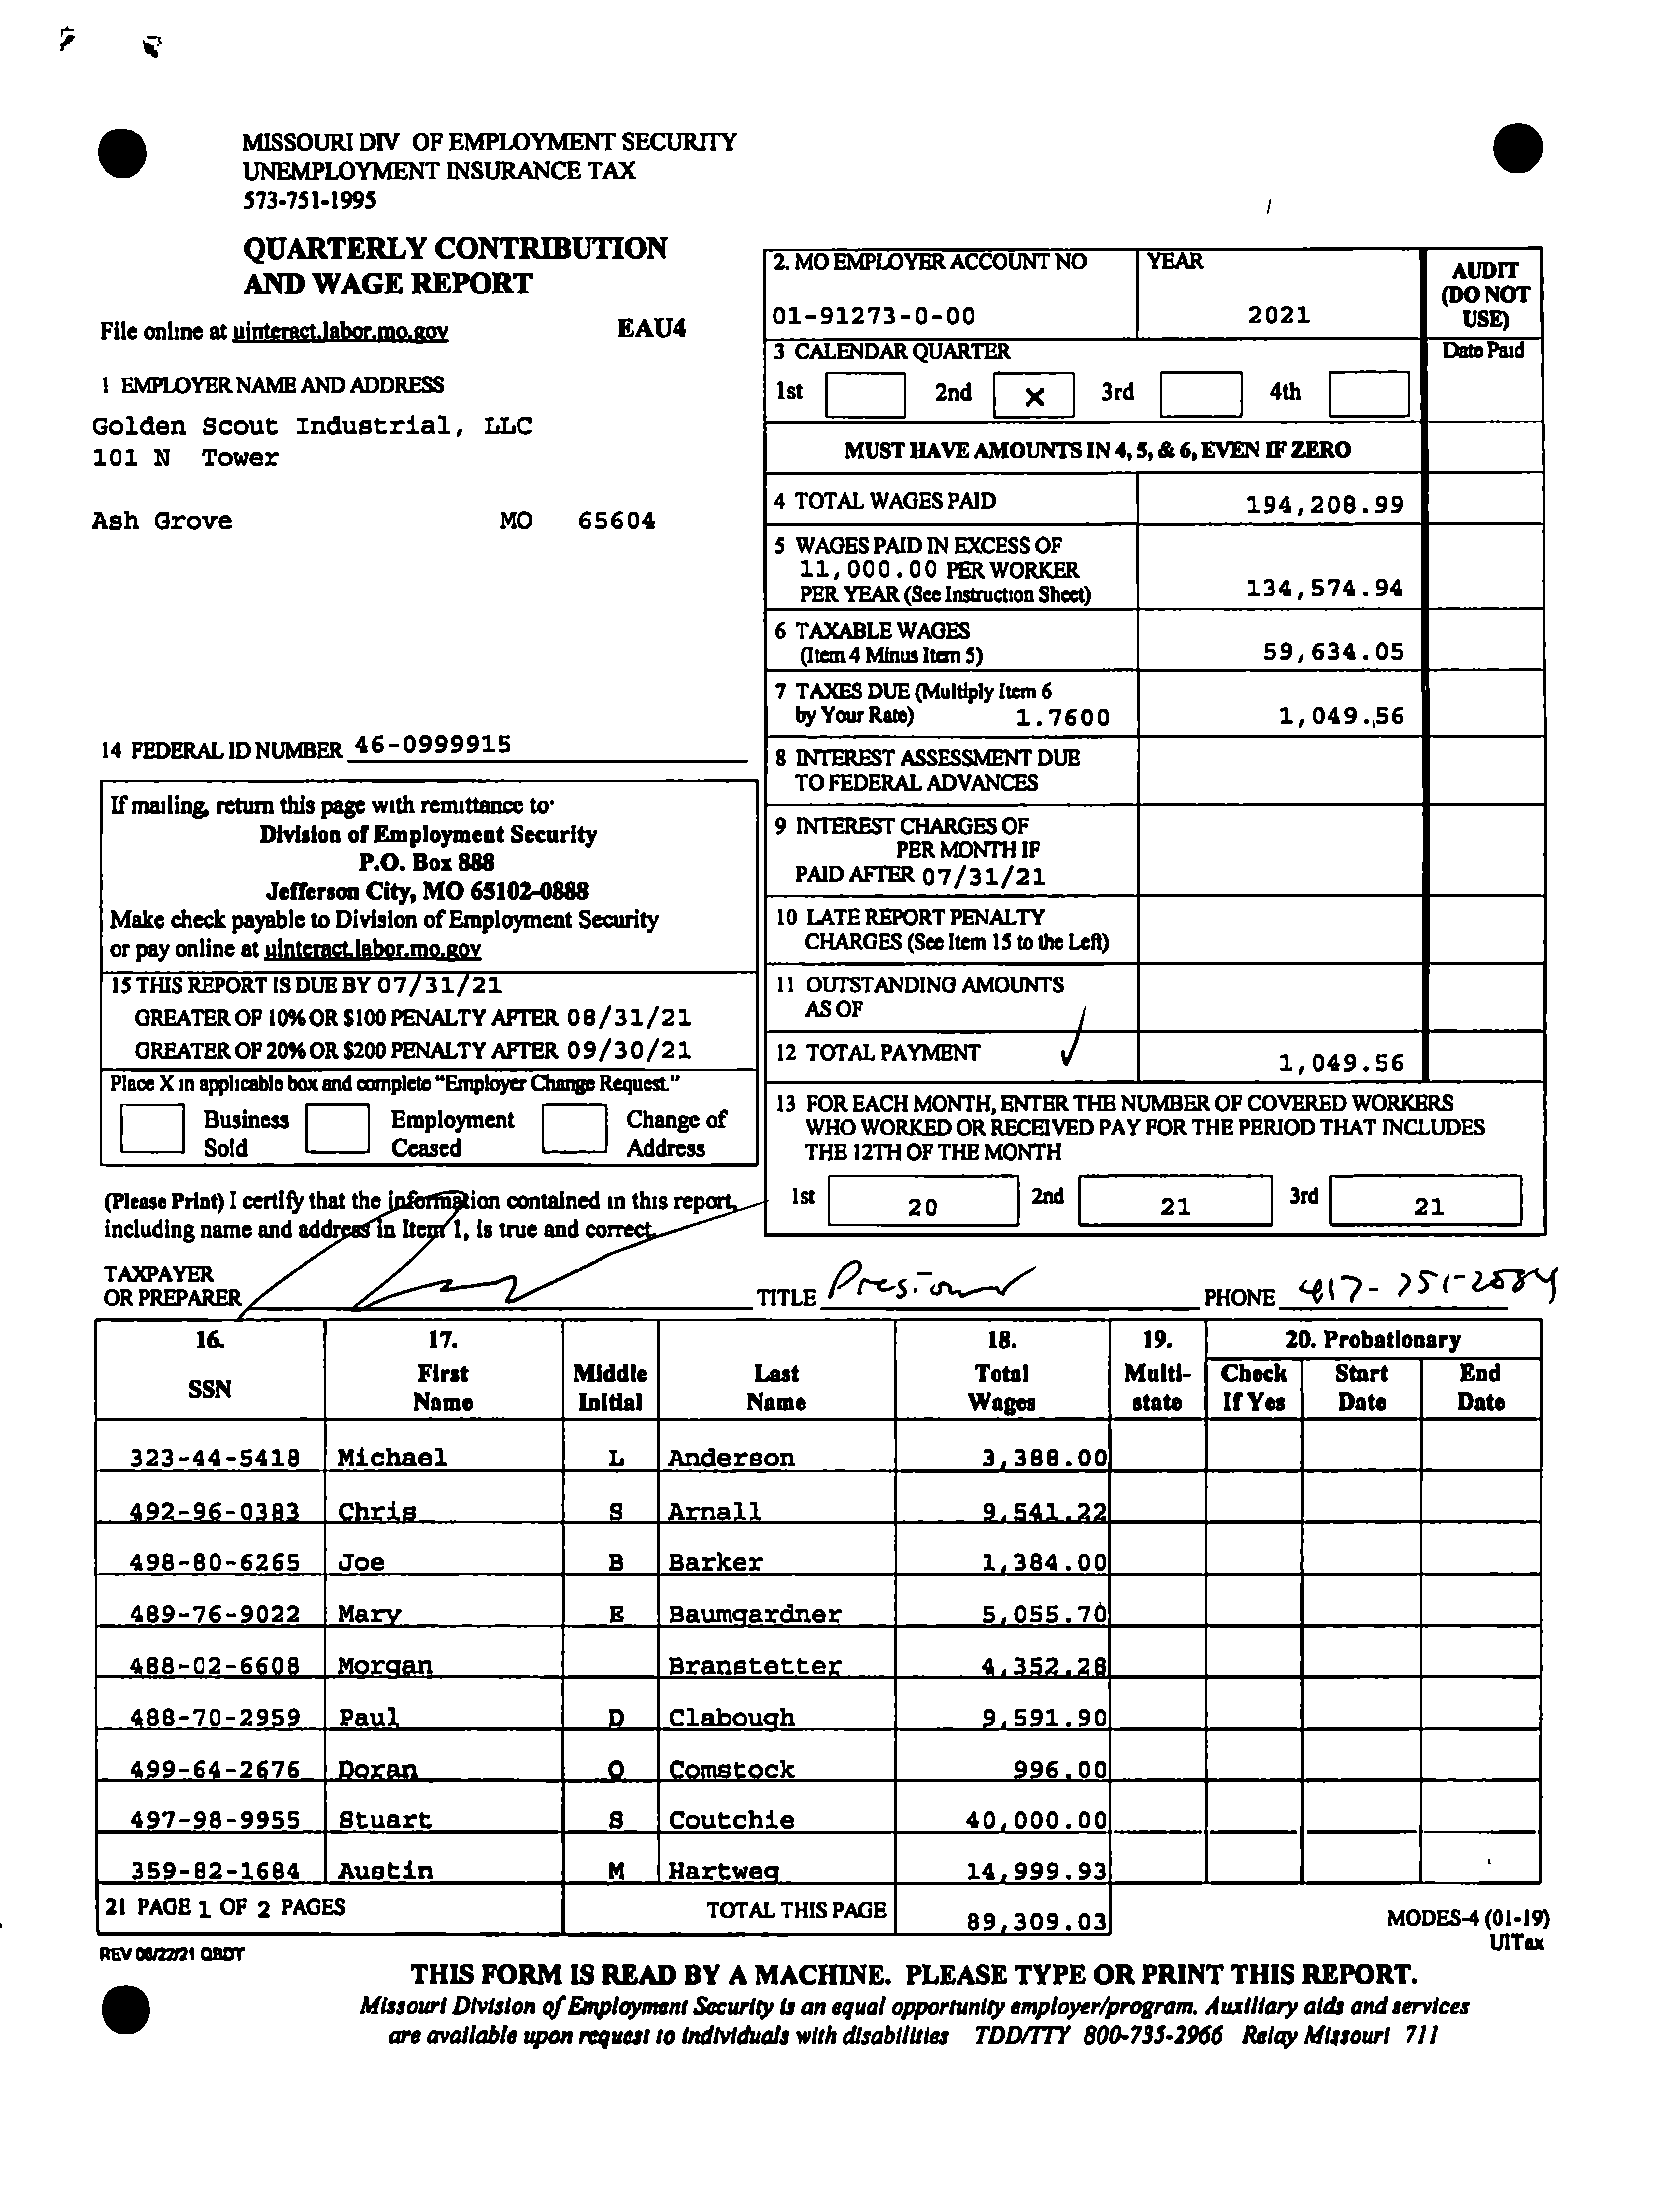 MISSOURI DIV OF EMPLOYMENT SECURITY
UNEMPLOYMENT INSURANCE TAX
573-751-1995
QUARTERLY CONTRIBUTION
AND WAGE REPORT
File online at uinteract.labor.mo.gov EAU4
1 EMPLOYER NAME AND ADDRESS
Golden Scout Industrial, LLC
101 N Tower
Ash Grove MO 65604
14 FEDERAL ID NUMBER 46-0999915
If mailing, return this page with remittance to:
Division of Employment Security
P.O. Box 888
Jefferson City, MO 65102-0888
Make check payable to Division of Employment Security
or pay online at uinteract.labor.mo.gov
15 THIS REPORT IS DUE BY 07/31/21
GREATER OF 10% OR $100 PENALTY AFTER 08/31/21
GREATER OF 20% OR $200 PENALTY AFTER 09/30/21
Place X in applicable box and complete "Employer Change Request."
Business Sold Employment Ceased Change of Address
2. MO EMPLOYER ACCOUNT NO YEAR AUDIT (DO NOT USE)
01-91273-0-00 2021
3 CALENDAR QUARTER Date Paid
1st 2nd X 3rd 4th
MUST HAVE AMOUNTS IN 4, 5, & 6, EVEN IF ZERO
4 TOTAL WAGES PAID 194,208.99
5 WAGES PAID IN EXCESS OF
11,000.00 PER WORKER
PER YEAR (See Instruction Sheet) 134,574.94
6 TAXABLE WAGES
(Item 4 Minus Item 5) 59,634.05
7 TAXES DUE (Multiply Item 6
by Your Rate) 1.7600 1,049.56
8 INTEREST ASSESSMENT DUE
TO FEDERAL ADVANCES
9 INTEREST CHARGES OF
PER MONTH IF
PAID AFTER 07/31/21
10 LATE REPORT PENALTY
CHARGES (See Item 15 to the Left)
11 OUTSTANDING AMOUNTS
AS OF
12 TOTAL PAYMENT ✓ 1,049.56
13 FOR EACH MONTH, ENTER THE NUMBER OF COVERED WORKERS
WHO WORKED OR RECEIVED PAY FOR THE PERIOD THAT INCLUDES
THE 12TH OF THE MONTH
1st 20 2nd 21 3rd 21
(Please Print) I certify that the information contained in this report,
including name and address in Item 1, is true and correct.
TAXPAYER
OR PREPARER TITLE President PHONE 417-751-2084
16. 17. 18. 19. 20. Probationary
SSN First Name Middle Initial Last Name Total Wages Multi-state Check If Yes Start Date End Date
323-44-5418 Michael L Anderson 3,388.00
492-96-0383 Chris S Arnall 9,541.22
498-80-6265 Joe B Barker 1,384.00
489-76-9022 Mary E Baumgardner 5,055.70
488-02-6608 Morgan Branstetter 4,352.28
488-70-2959 Paul D Clabough 9,591.90
499-64-2676 Doran O Comstock 996.00
497-98-9955 Stuart S Coutchie 40,000.00
359-82-1684 Austin M Hartweg 14,999.93
21 PAGE 1 OF 2 PAGES TOTAL THIS PAGE 89,309.03
MODES-4 (01-19)
UITax
REV 06/22/21 QBDT
THIS FORM IS READ BY A MACHINE. PLEASE TYPE OR PRINT THIS REPORT.
Missouri Division of Employment Security is an equal opportunity employer/program. Auxiliary aids and services
are available upon request to individuals with disabilities TDD/TTY 800-735-2966 Relay Missouri 711